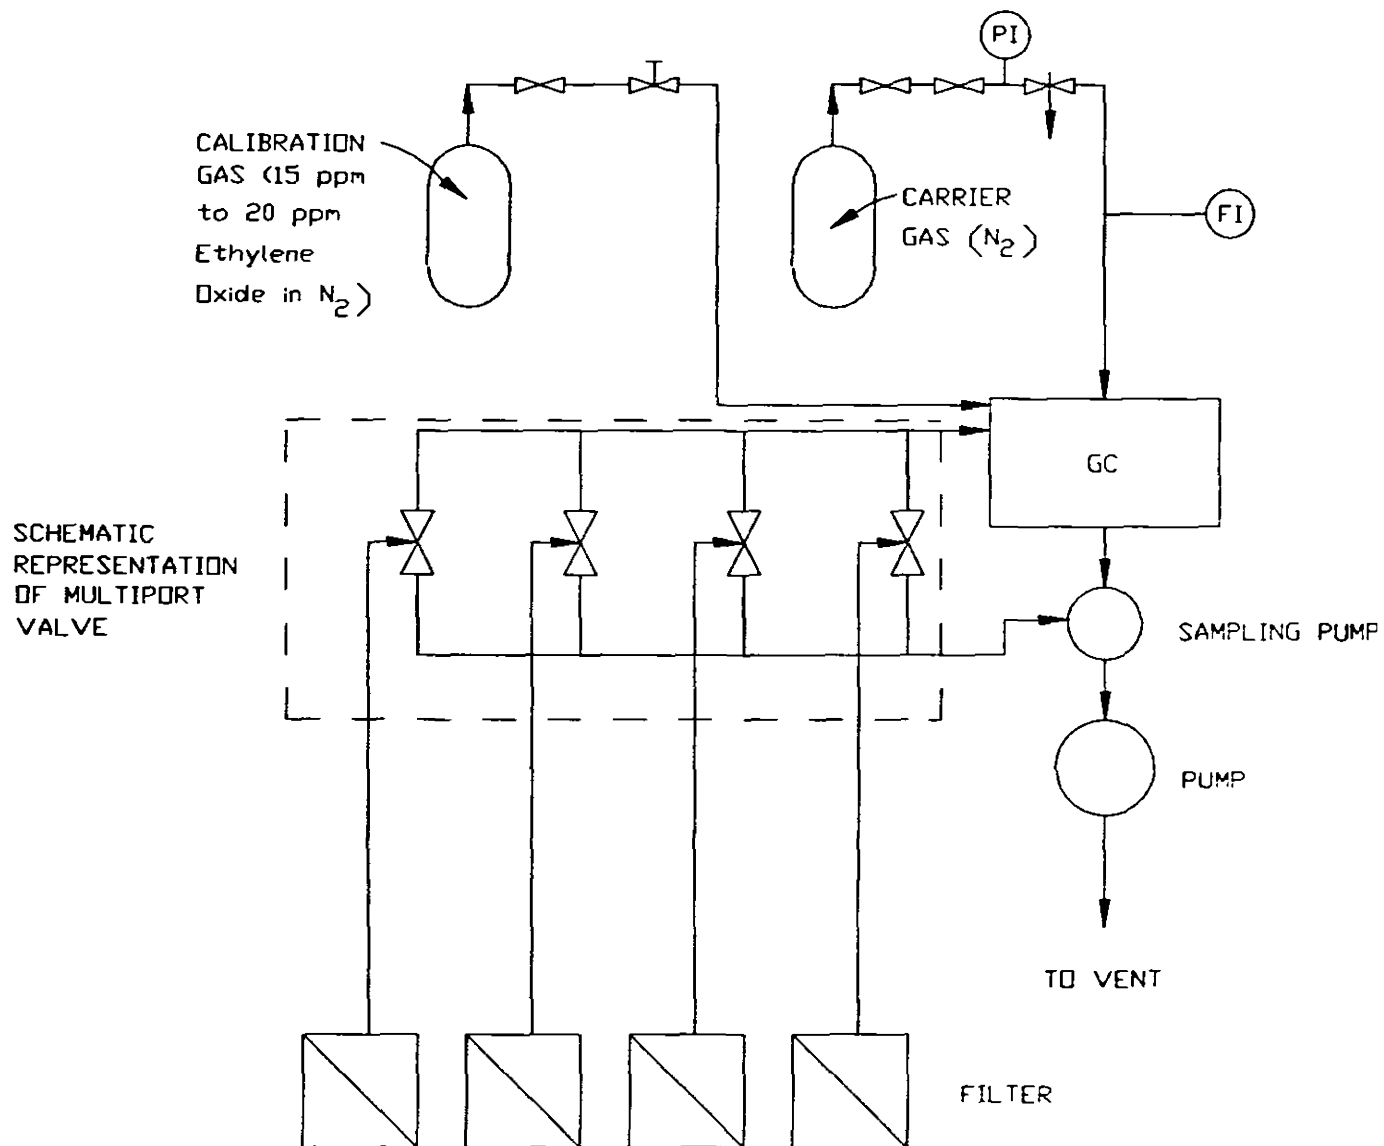 PI
CALIBRATION
GAS (15 ppm
to 20 ppm
Ethylene
Oxide in N2)
CARRIER
GAS (N2)
FI
GC
SCHEMATIC
REPRESENTATION
OF MULTIPORT
VALVE
SAMPLING PUMP
PUMP
TO VENT
FILTER